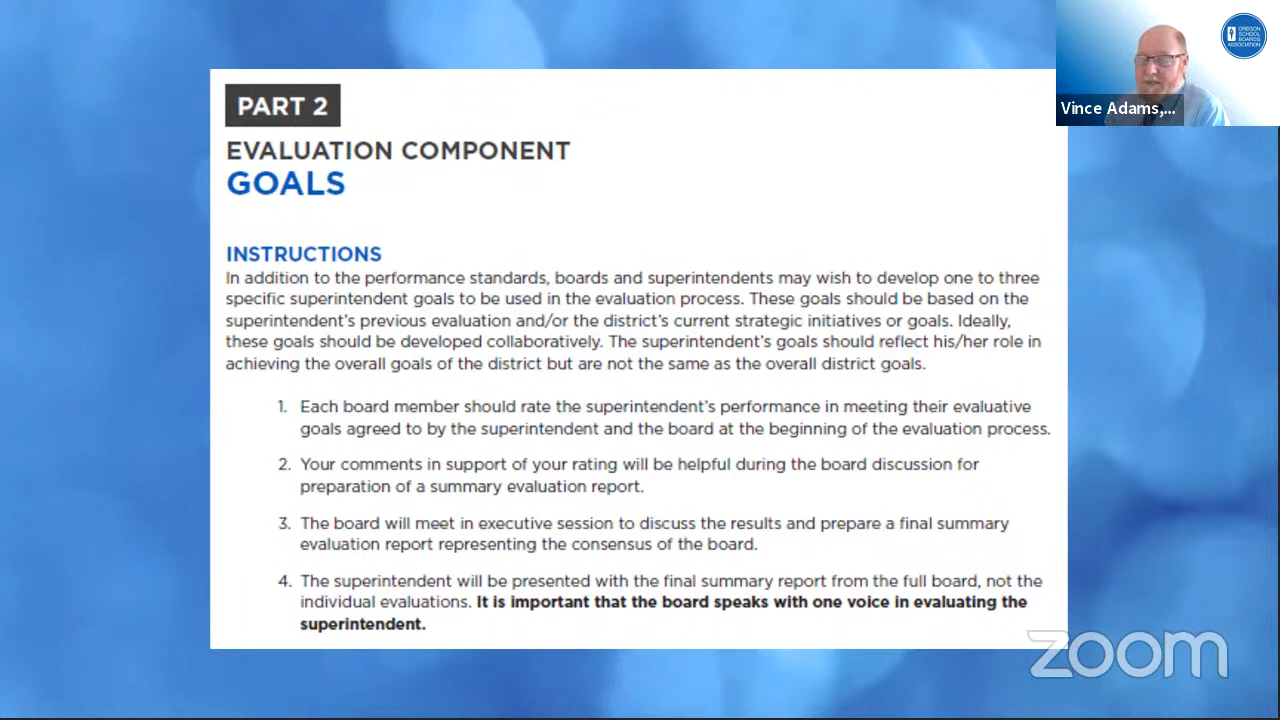 PART 2
EVALUATION COMPONENT
GOALS
INSTRUCTIONS
In addition to the performance standards, boards and superintendents may wish to develop one to three
specific superintendent goals to be used in the evaluation process. These goals should be based on the
superintendent's previous evaluation and/or the district's current strategic initiatives or goals. Ideally,
these goals should be developed collaboratively. The superintendent's goals should reflect his/her role in
achieving the overall goals of the district but are not the same as the overall district goals.
1. Each board member should rate the superintendent's performance in meeting their evaluative
goals agreed to by the superintendent and the board at the beginning of the evaluation process.
2. Your comments in support of your rating will be helpful during the board discussion for
preparation of a summary evaluation report.
3. The board will meet in executive session to discuss the results and prepare a final summary
evaluation report representing the consensus of the board.
4. The superintendent will be presented with the final summary report from the full board, not the
individual evaluations. It is important that the board speaks with one voice in evaluating the
superintendent.
OREGON
SCHOOL
BOARDS
ASSOCIATION
Vince Adams,...
zoom